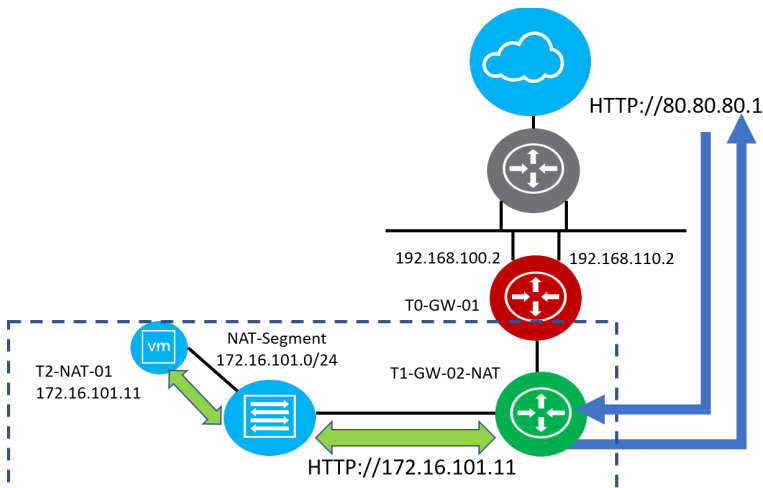 HTTP://80.80.80.1
192.168.100.2
192.168.110.2
T0-GW-01
vm
NAT-Segment
172.16.101.0/24
T2-NAT-01
172.16.101.11
T1-GW-02-NAT
HTTP://172.16.101.11